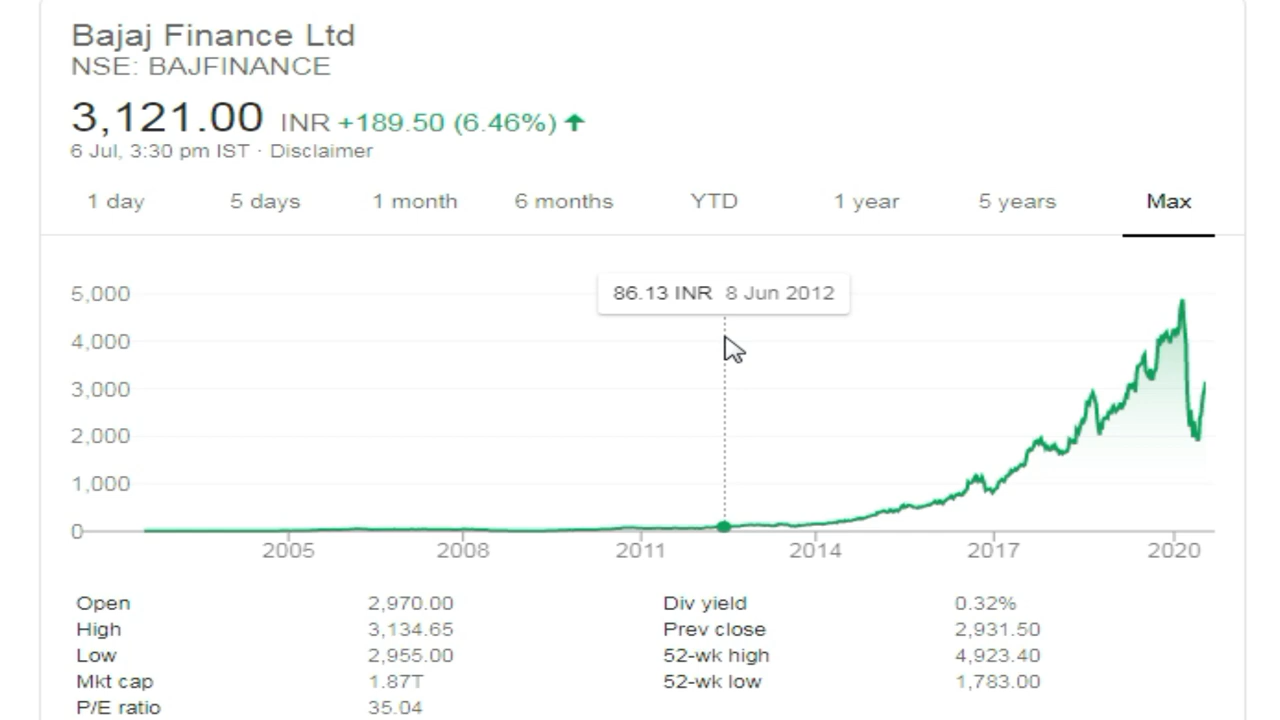 Bajaj Finance Ltd
NSE: BAJFINANCE
3,121.00 INR +189.50 (6.46%) ↑
6 Jul, 3:30 pm IST · Disclaimer
1 day 5 days 1 month 6 months YTD 1 year 5 years Max
86.13 INR 8 Jun 2012
5,000
4,000
3,000
2,000
1,000
0
2005 2008 2011 2014 2017 2020
Open 2,970.00 Div yield 0.32%
High 3,134.65 Prev close 2,931.50
Low 2,955.00 52-wk high 4,923.40
Mkt cap 1.87T 52-wk low 1,783.00
P/E ratio 35.04